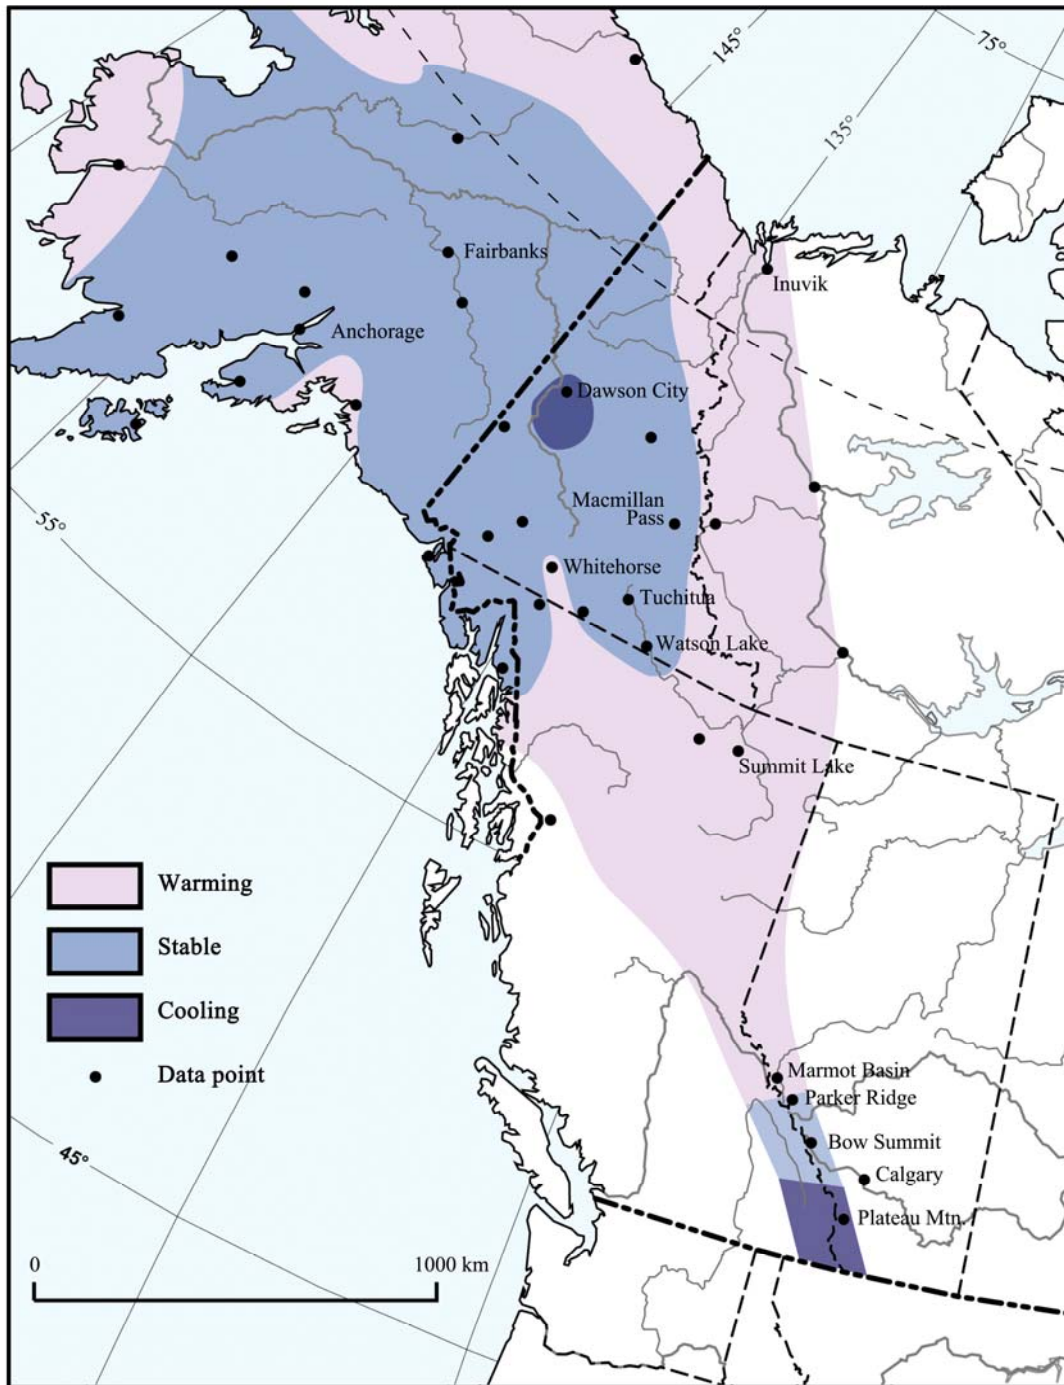 145°
75°
135°
Fairbanks
Inuvik
Anchorage
Dawson City
Macmillan
Pass
55°
Whitehorse
Tuchitua
Watson Lake
Summit Lake
Warming
Stable
Cooling
Data point
Marmot Basin
Parker Ridge
Bow Summit
Calgary
Plateau Mtn.
45°
0
1000 km